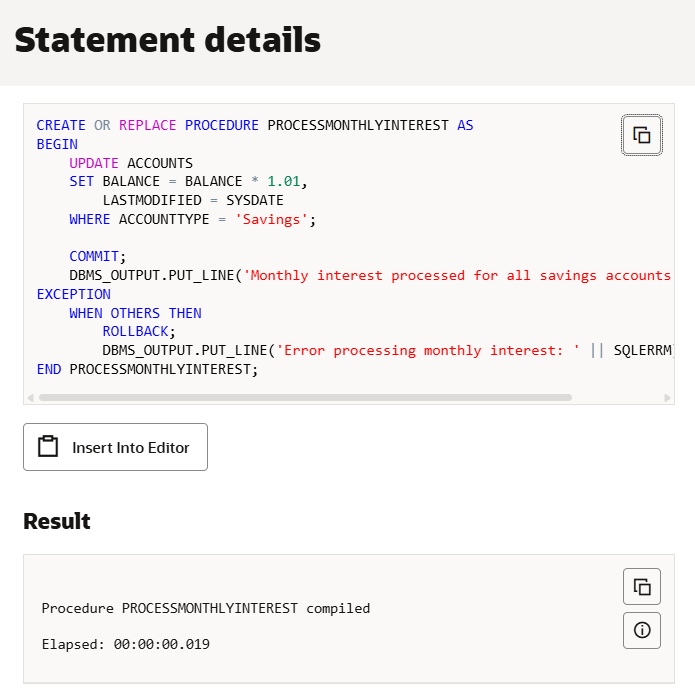 Statement details
CREATE OR REPLACE PROCEDURE PROCESSMONTHLYINTEREST AS
BEGIN
    UPDATE ACCOUNTS
    SET BALANCE = BALANCE * 1.01,
        LASTMODIFIED = SYSDATE
    WHERE ACCOUNTTYPE = 'Savings';

    COMMIT;
    DBMS_OUTPUT.PUT_LINE('Monthly interest processed for all savings accounts
EXCEPTION
    WHEN OTHERS THEN
        ROLLBACK;
        DBMS_OUTPUT.PUT_LINE('Error processing monthly interest: ' || SQLERRM)
END PROCESSMONTHLYINTEREST;
Insert Into Editor
Result
Procedure PROCESSMONTHLYINTEREST compiled
Elapsed: 00:00:00.019